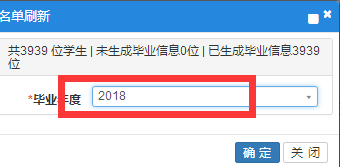 名单刷新
共3939 位学生 | 未生成毕业信息0位 | 已生成毕业信息3939
位
*毕业年度 2018
确 定 关 闭